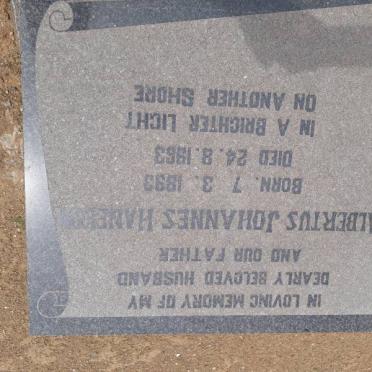 IN LOVING MEMORY OF MY
DEARLY BELOVED HUSBAND
AND OUR FATHER
ALBERTUS JOHANNES
BORN. 7. 3. 1893
DIED 24. 8. 1963
IN A BRIGHTER LIGHT
ON ANOTHER SHORE